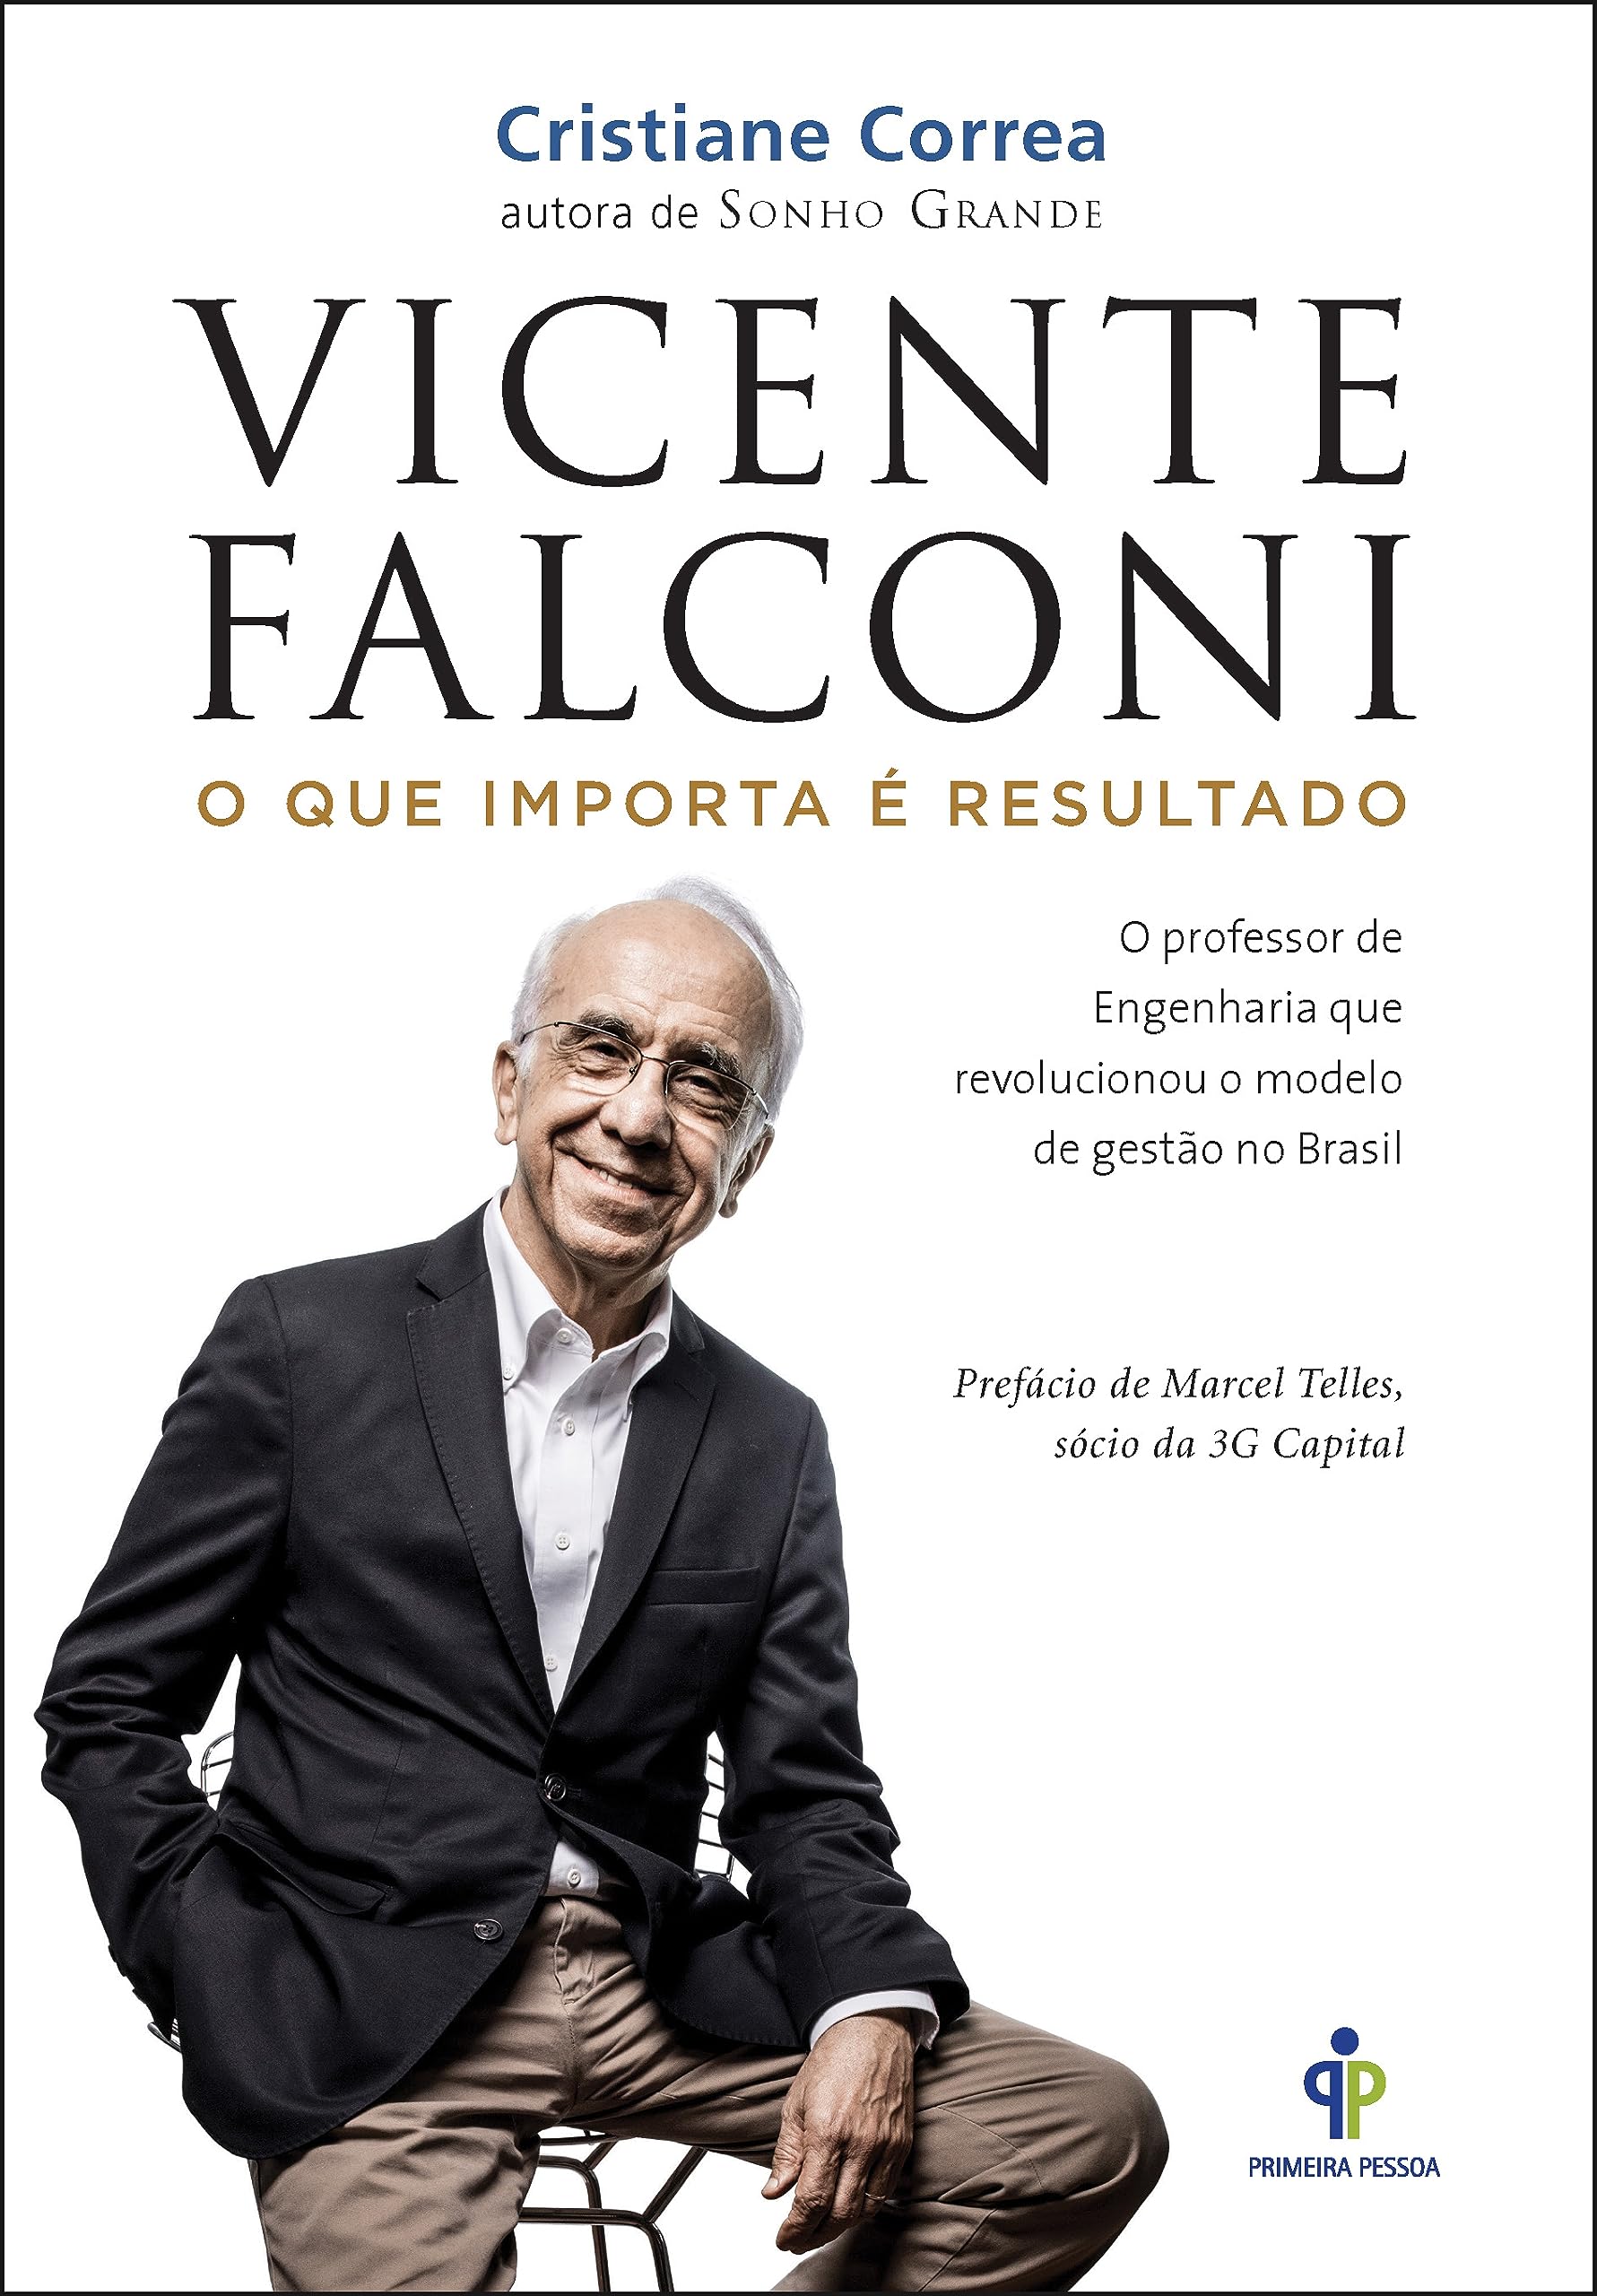 Cristiane Correa
autora de SONHO GRANDE
VICENTE
FALCONI
O QUE IMPORTA É RESULTADO
O professor de
Engenharia que
revolucionou o modelo
de gestão no Brasil
Prefácio de Marcel Telles,
sócio da 3G Capital
PRIMEIRA PESSOA